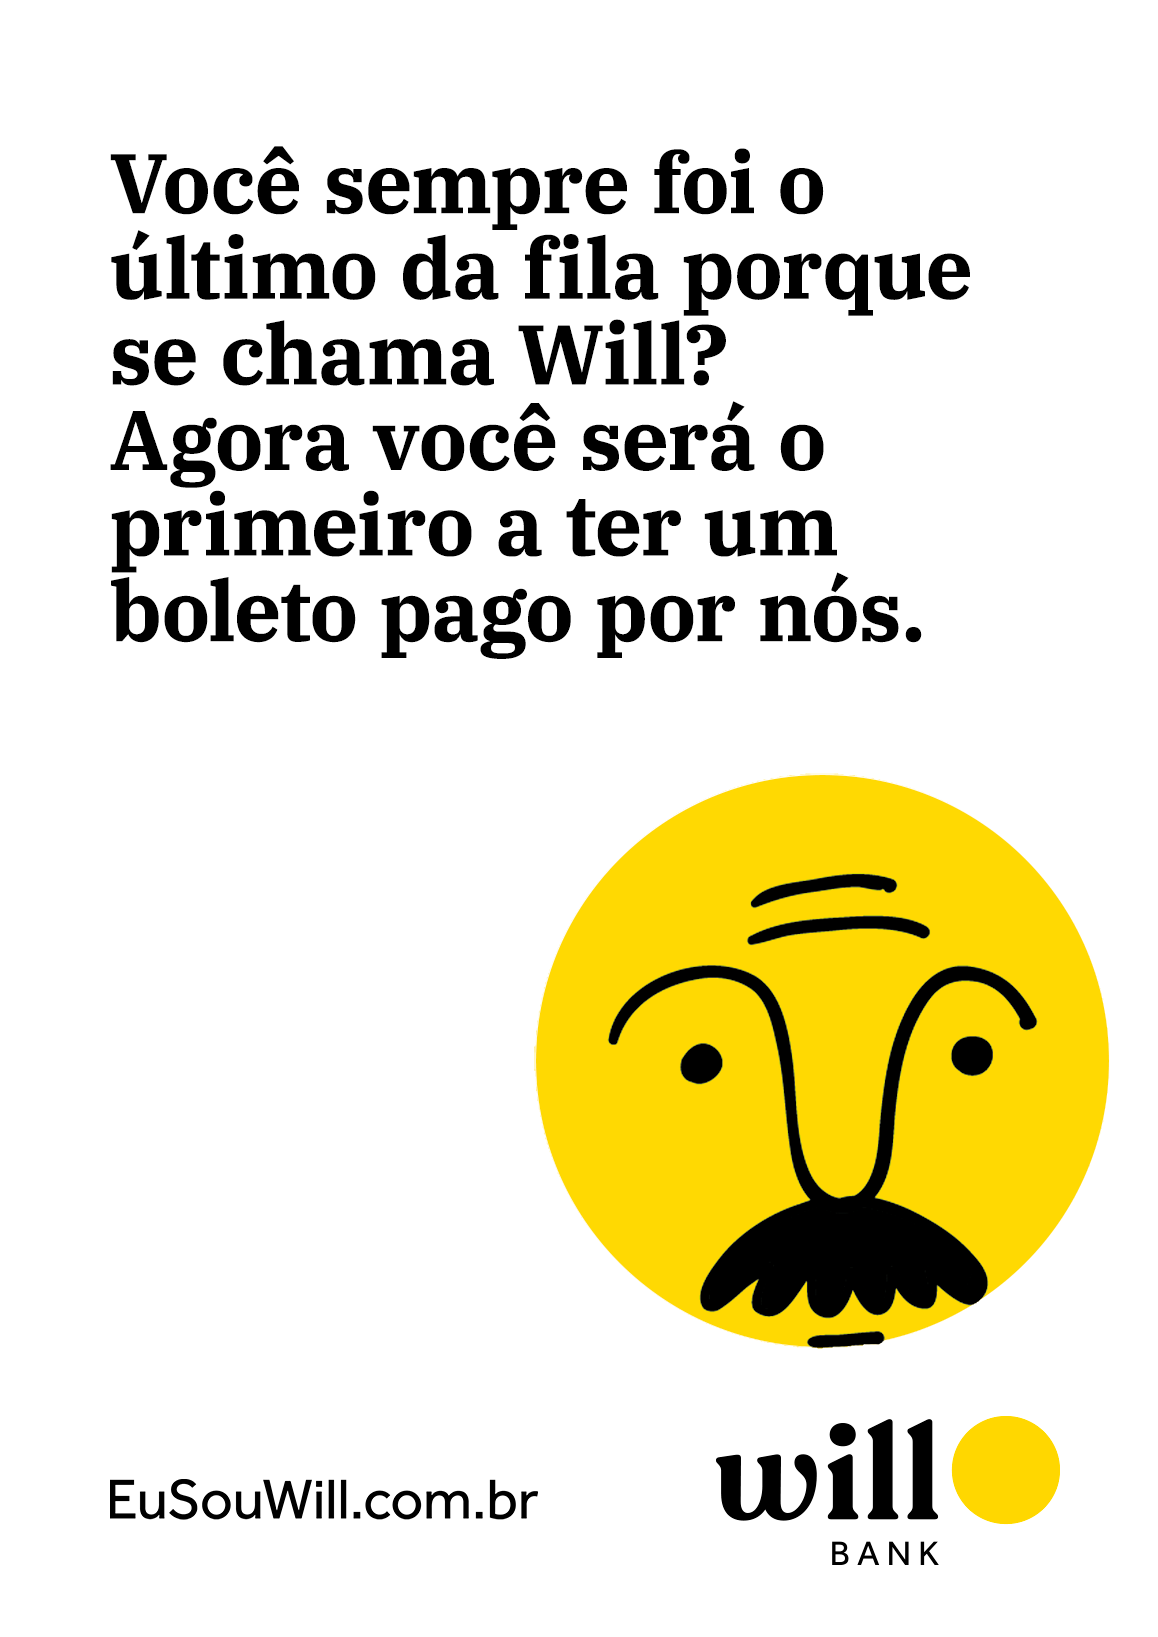 Você sempre foi o
último da fila porque
se chama Will?
Agora você será o
primeiro a ter um
boleto pago por nós.
EuSouWill.com.br
will
BANK